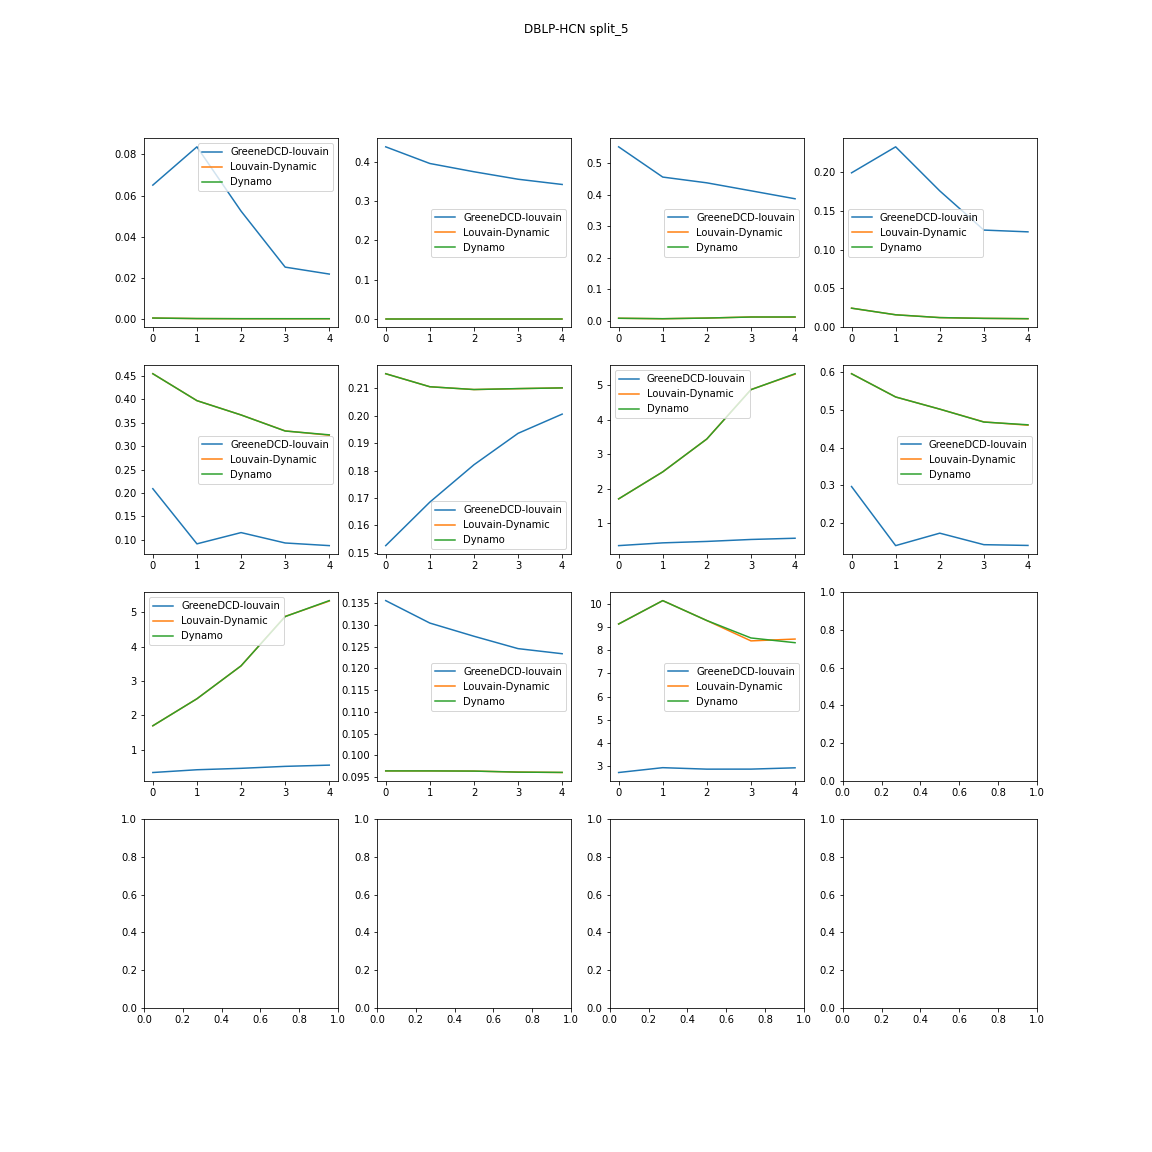 DBLP-HCN split_5
0.08
0.06
0.04
0.02
0.00
GreeneDCD-louvain
Louvain-Dynamic
Dynamo
0 1 2 3 4
0.4
0.3
0.2
0.1
0.0
GreeneDCD-louvain
Louvain-Dynamic
Dynamo
0 1 2 3 4
0.5
0.4
0.3
0.2
0.1
0.0
GreeneDCD-louvain
Louvain-Dynamic
Dynamo
0 1 2 3 4
0.20
0.15
0.10
0.05
0.00
GreeneDCD-louvain
Louvain-Dynamic
Dynamo
0 1 2 3 4
0.45
0.40
0.35
0.30
0.25
0.20
0.15
0.10
GreeneDCD-louvain
Louvain-Dynamic
Dynamo
0 1 2 3 4
0.21
0.20
0.19
0.18
0.17
0.16
0.15
GreeneDCD-louvain
Louvain-Dynamic
Dynamo
0 1 2 3 4
5
4
3
2
1
GreeneDCD-louvain
Louvain-Dynamic
Dynamo
0 1 2 3 4
0.6
0.5
0.4
0.3
0.2
GreeneDCD-louvain
Louvain-Dynamic
Dynamo
0 1 2 3 4
5
4
3
2
1
GreeneDCD-louvain
Louvain-Dynamic
Dynamo
0 1 2 3 4
0.135
0.130
0.125
0.120
0.115
0.110
0.105
0.100
0.095
GreeneDCD-louvain
Louvain-Dynamic
Dynamo
0 1 2 3 4
10
9
8
7
6
5
4
3
GreeneDCD-louvain
Louvain-Dynamic
Dynamo
0 1 2 3 4
1.0
0.8
0.6
0.4
0.2
0.0
0.0 0.2 0.4 0.6 0.8 1.0
1.0
0.8
0.6
0.4
0.2
0.0
0.0 0.2 0.4 0.6 0.8 1.0
1.0
0.8
0.6
0.4
0.2
0.0
0.0 0.2 0.4 0.6 0.8 1.0
1.0
0.8
0.6
0.4
0.2
0.0
0.0 0.2 0.4 0.6 0.8 1.0
1.0
0.8
0.6
0.4
0.2
0.0
0.0 0.2 0.4 0.6 0.8 1.0